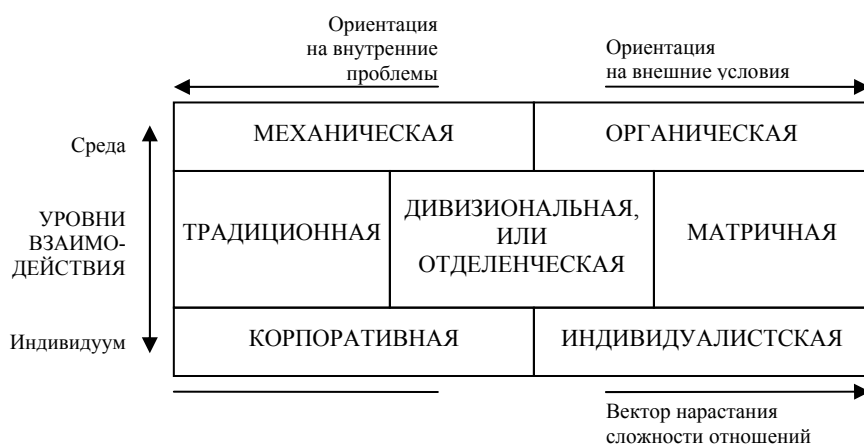 Ориентация
на внутренние
проблемы
Ориентация
на внешние условия
Среда
МЕХАНИЧЕСКАЯ
ОРГАНИЧЕСКАЯ
УРОВНИ
ВЗАИМО-
ДЕЙСТВИЯ
ТРАДИЦИОННАЯ
ДИВИЗИОНАЛЬНАЯ,
ИЛИ
ОТДЕЛЕНЧЕСКАЯ
МАТРИЧНАЯ
Индивидуум
КОРПОРАТИВНАЯ
ИНДИВИДУАЛИСТСКАЯ
Вектор нарастания
сложности отношений